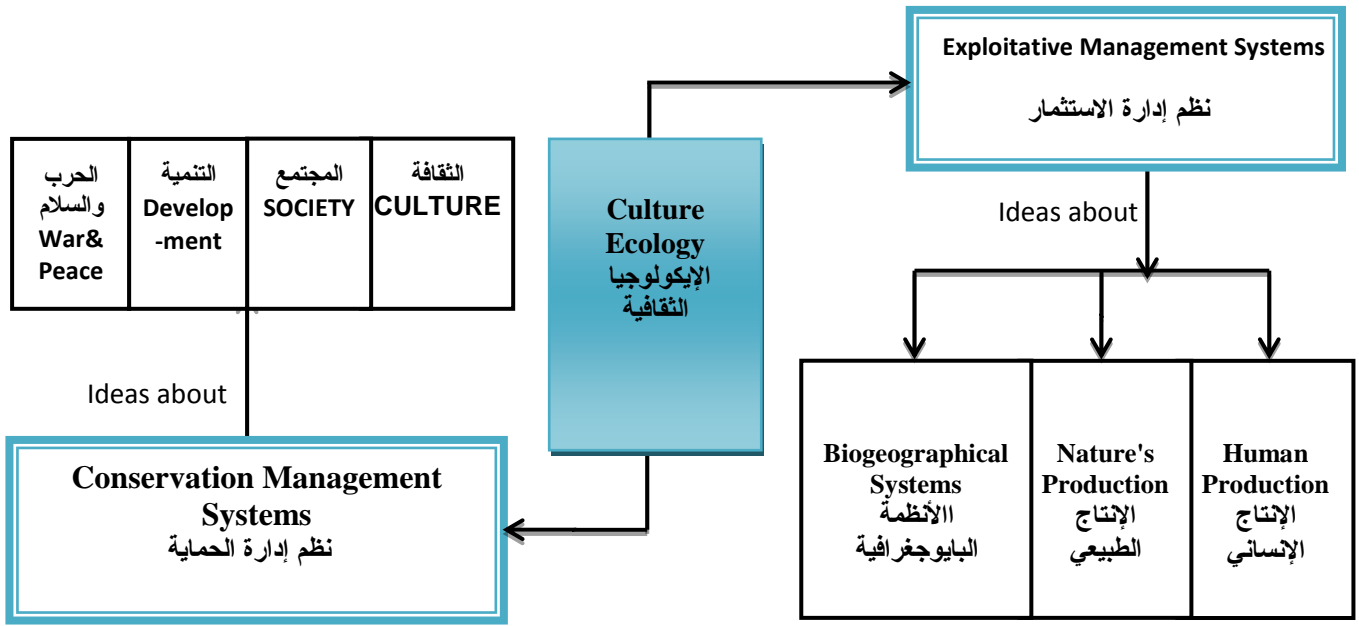 Exploitative Management Systems
نظم إدارة الاستثمار
Ideas about
الحرب
والسلام
War&
Peace
التنمية
Develop
-ment
المجتمع
SOCIETY
الثقافة
CULTURE
Culture
Ecology
الإيكولوجيا
الثقافية
Ideas about
Conservation Management
Systems
نظم إدارة الحماية
Biogeographical
Systems
االأنظمة
البايوجغرافية
Nature's
Production
الإنتاج
الطبيعي
Human
Production
الإنتاج
الإنساني